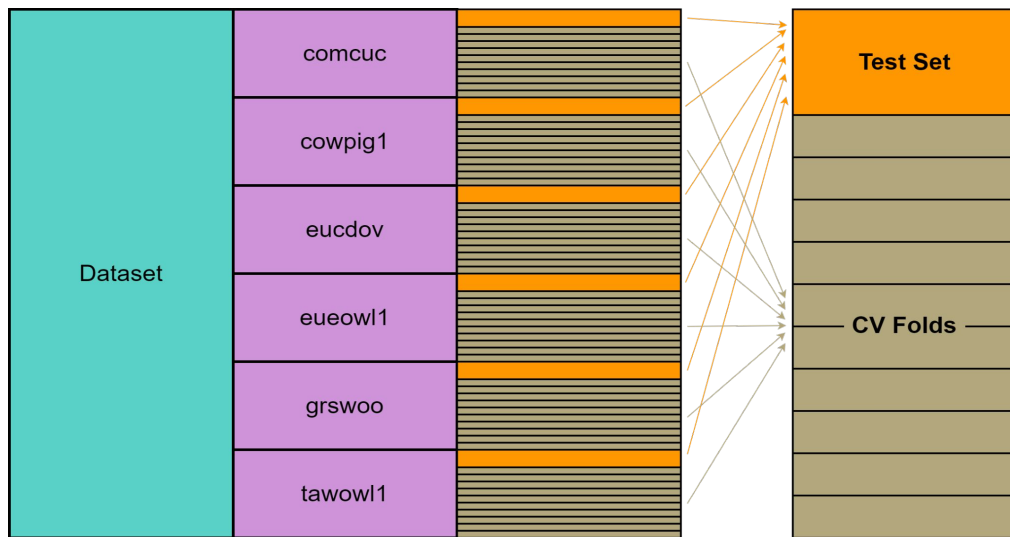 Dataset
comcuc
cowpig1
eucdov
eueowl1
grswoo
tawowl1
Test Set
CV Folds